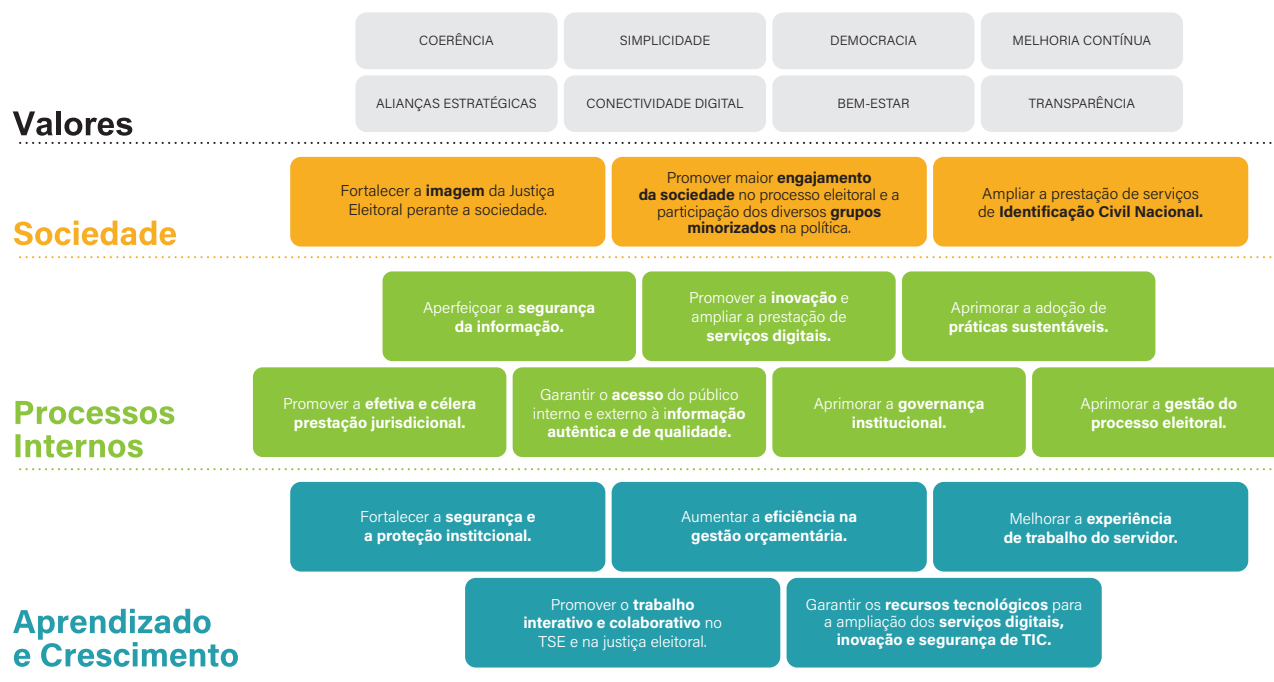 COERÊNCIA
SIMPLICIDADE
DEMOCRACIA
MELHORIA CONTÍNUA
ALIANÇAS ESTRATÉGICAS
CONECTIVIDADE DIGITAL
BEM-ESTAR
TRANSPARÊNCIA
Valores
Fortalecer a imagem da Justiça
Eleitoral perante a sociedade.
Promover maior engajamento
da sociedade no processo eleitoral e a
participação dos diversos grupos
minorizados na política.
Ampliar a prestação de serviços
de Identificação Civil Nacional.
Sociedade
Aperfeiçoar a segurança
da informação.
Promover a inovação e
ampliar a prestação de
serviços digitais.
Aprimorar a adoção de
práticas sustentáveis.
Promover a efetiva e célera
prestação jurisdicional.
Garantir o acesso do público
interno e externo à informação
autêntica e de qualidade.
Aprimorar a governança
institucional.
Aprimorar a gestão do
processo eleitoral.
Processos
Internos
Fortalecer a segurança e
a proteção institcional.
Aumentar a eficiência na
gestão orçamentária.
Melhorar a experiência
de trabalho do servidor.
Promover o trabalho
interativo e colaborativo no
TSE e na justiça eleitoral.
Garantir os recursos tecnológicos para
a ampliação dos serviços digitais,
inovação e segurança de TIC.
Aprendizado
e Crescimento